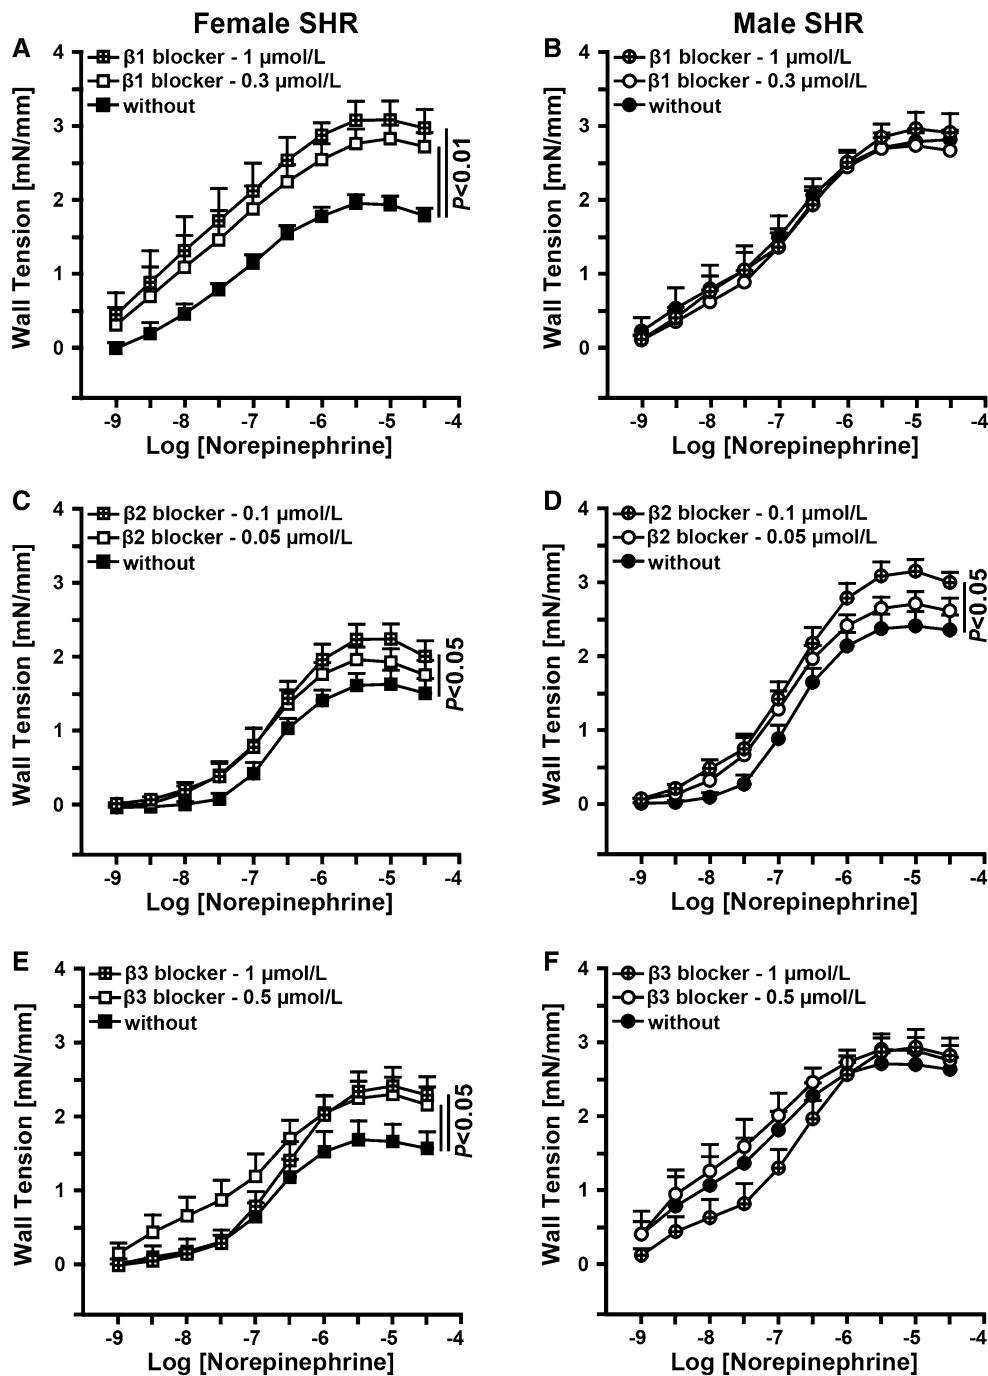 Female SHR
Male SHR
A
4
3
2
1
0
Wall Tension [mN/mm]
β1 blocker - 1 µmol/L
β1 blocker - 0.3 µmol/L
without
P<0.01
-9 -8 -7 -6 -5 -4
Log [Norepinephrine]
B
4
3
2
1
0
Wall Tension [mN/mm]
β1 blocker - 1 µmol/L
β1 blocker - 0.3 µmol/L
without
-9 -8 -7 -6 -5 -4
Log [Norepinephrine]
C
4
3
2
1
0
Wall Tension [mN/mm]
β2 blocker - 0.1 µmol/L
β2 blocker - 0.05 µmol/L
without
P<0.05
-9 -8 -7 -6 -5 -4
Log [Norepinephrine]
D
4
3
2
1
0
Wall Tension [mN/mm]
β2 blocker - 0.1 µmol/L
β2 blocker - 0.05 µmol/L
without
P<0.05
-9 -8 -7 -6 -5 -4
Log [Norepinephrine]
E
4
3
2
1
0
Wall Tension [mN/mm]
β3 blocker - 1 µmol/L
β3 blocker - 0.5 µmol/L
without
P<0.05
-9 -8 -7 -6 -5 -4
Log [Norepinephrine]
F
4
3
2
1
0
Wall Tension [mN/mm]
β3 blocker - 1 µmol/L
β3 blocker - 0.5 µmol/L
without
-9 -8 -7 -6 -5 -4
Log [Norepinephrine]